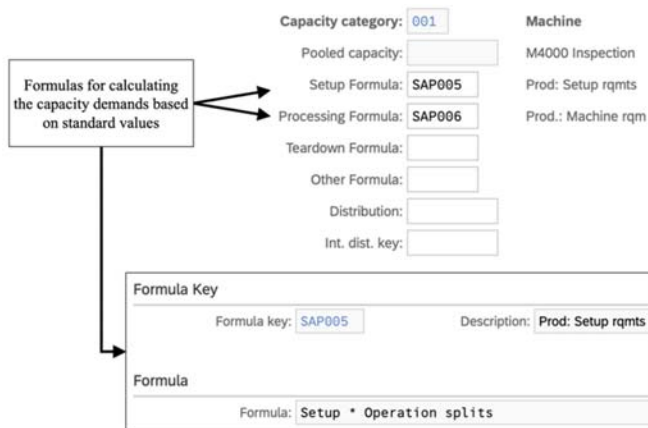 Capacity category: 001 Machine
Pooled capacity: M4000 Inspection
Formulas for calculating
the capacity demands based
on standard values
Setup Formula: SAP005 Prod: Setup rqmts
Processing Formula: SAP006 Prod.: Machine rqm
Teardown Formula:
Other Formula:
Distribution:
Int. dist. key:
Formula Key
Formula key: SAP005 Description: Prod: Setup rqmts
Formula
Formula: Setup * Operation splits